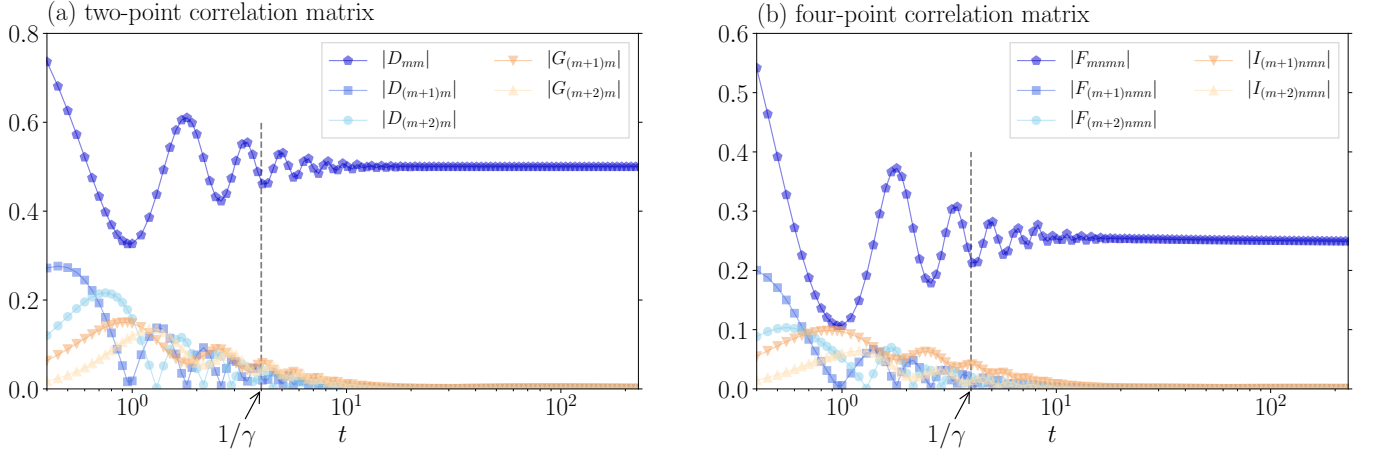 (a) two-point correlation matrix
0.8
0.6
0.4
0.2
0.0
|D_{mm}|
|D_{(m+1)m}|
|D_{(m+2)m}|
|G_{(m+1)m}|
|G_{(m+2)m}|
10^0
10^1
10^2
1/γ
t
(b) four-point correlation matrix
0.6
0.5
0.4
0.3
0.2
0.1
0.0
|F_{mnmn}|
|F_{(m+1)nmn}|
|F_{(m+2)nmn}|
|I_{(m+1)nmn}|
|I_{(m+2)nmn}|
10^0
10^1
10^2
1/γ
t